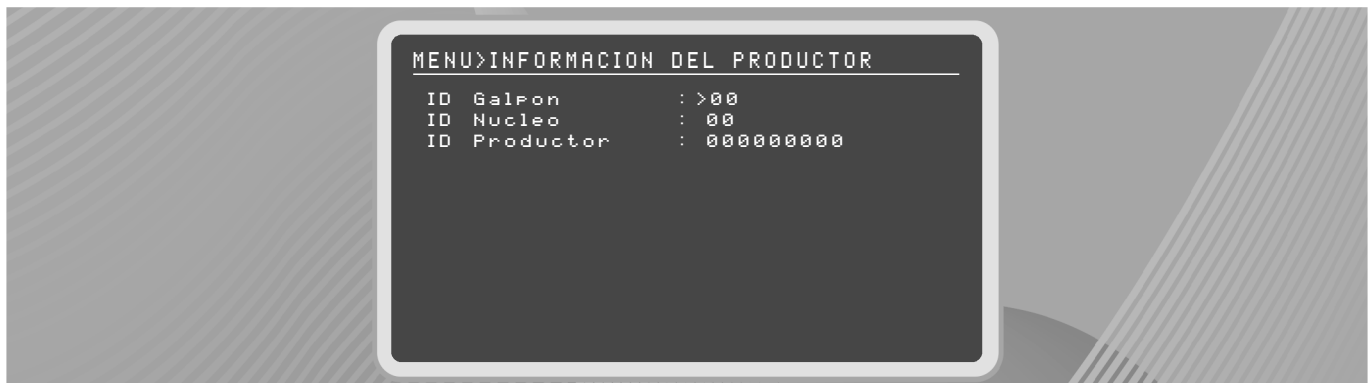 MENU>INFORMACION DEL PRODUCTOR
ID Galpon :>00
ID Nucleo : 00
ID Productor : 000000000